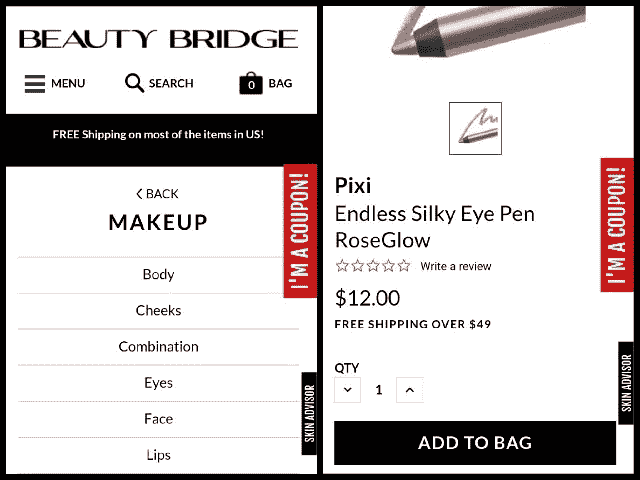 BEAUTY BRIDGE
MENU
SEARCH
0
BAG
FREE Shipping on most of the items in US!
BACK
MAKEUP
Body
Cheeks
Combination
Eyes
Face
Lips
I'M A COUPON!
SKIN ADVISOR
Pixi
Endless Silky Eye Pen
RoseGlow
Write a review
$12.00
FREE SHIPPING OVER $49
QTY
1
ADD TO BAG
I'M A COUPON!
SKIN ADVISOR